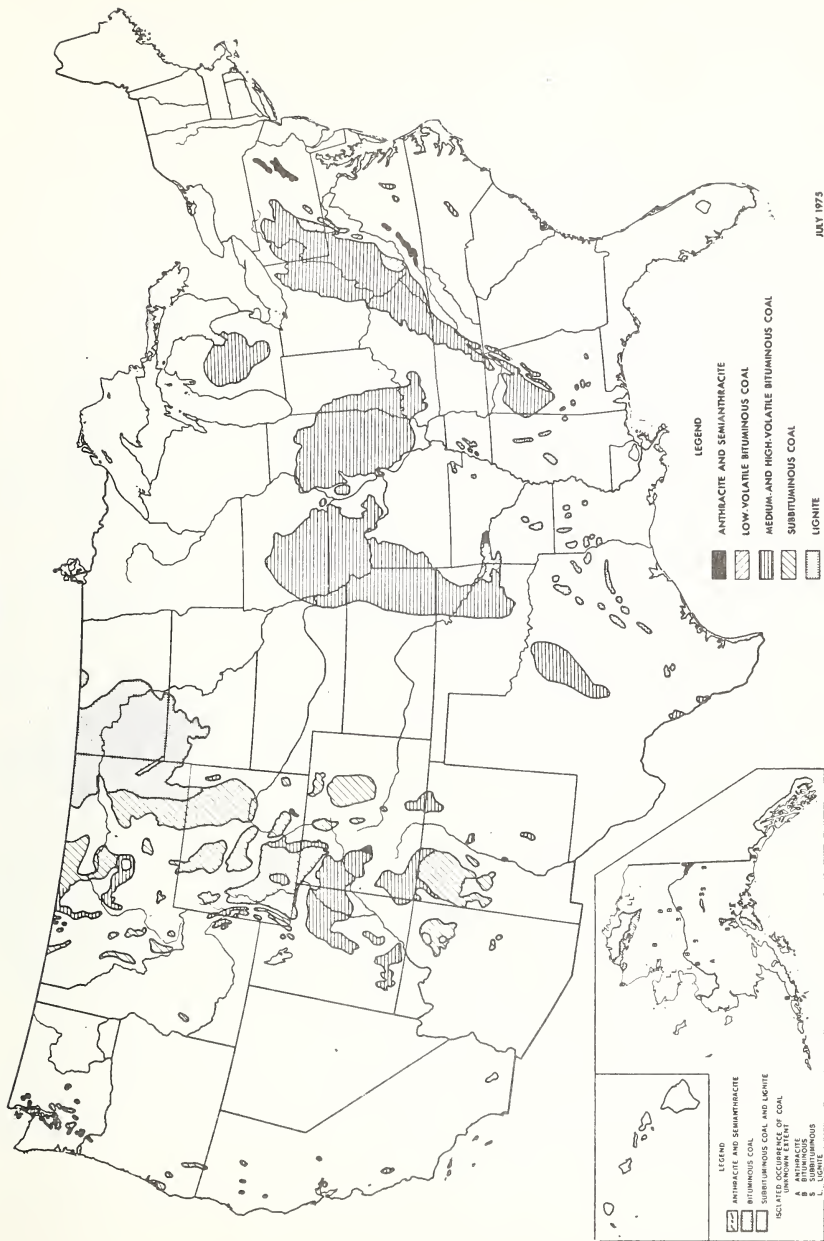 LEGEND
ANTHRACITE AND SEMIANTHRACITE
LOW-VOLATILE BITUMINOUS COAL
MEDIUM-AND HIGH-VOLATILE BITUMINOUS COAL
SUBBITUMINOUS COAL
LIGNITE
JULY 1975
LEGEND
ANTHRACITE AND SEMIANTHRACITE
BITUMINOUS COAL
SUBBITUMINOUS COAL AND LIGNITE
ISOLATED OCCURRENCE OF COAL
UNKNOWN EXTENT
A ANTHRACITE
B BITUMINOUS
S SUBBITUMINOUS
L LIGNITE